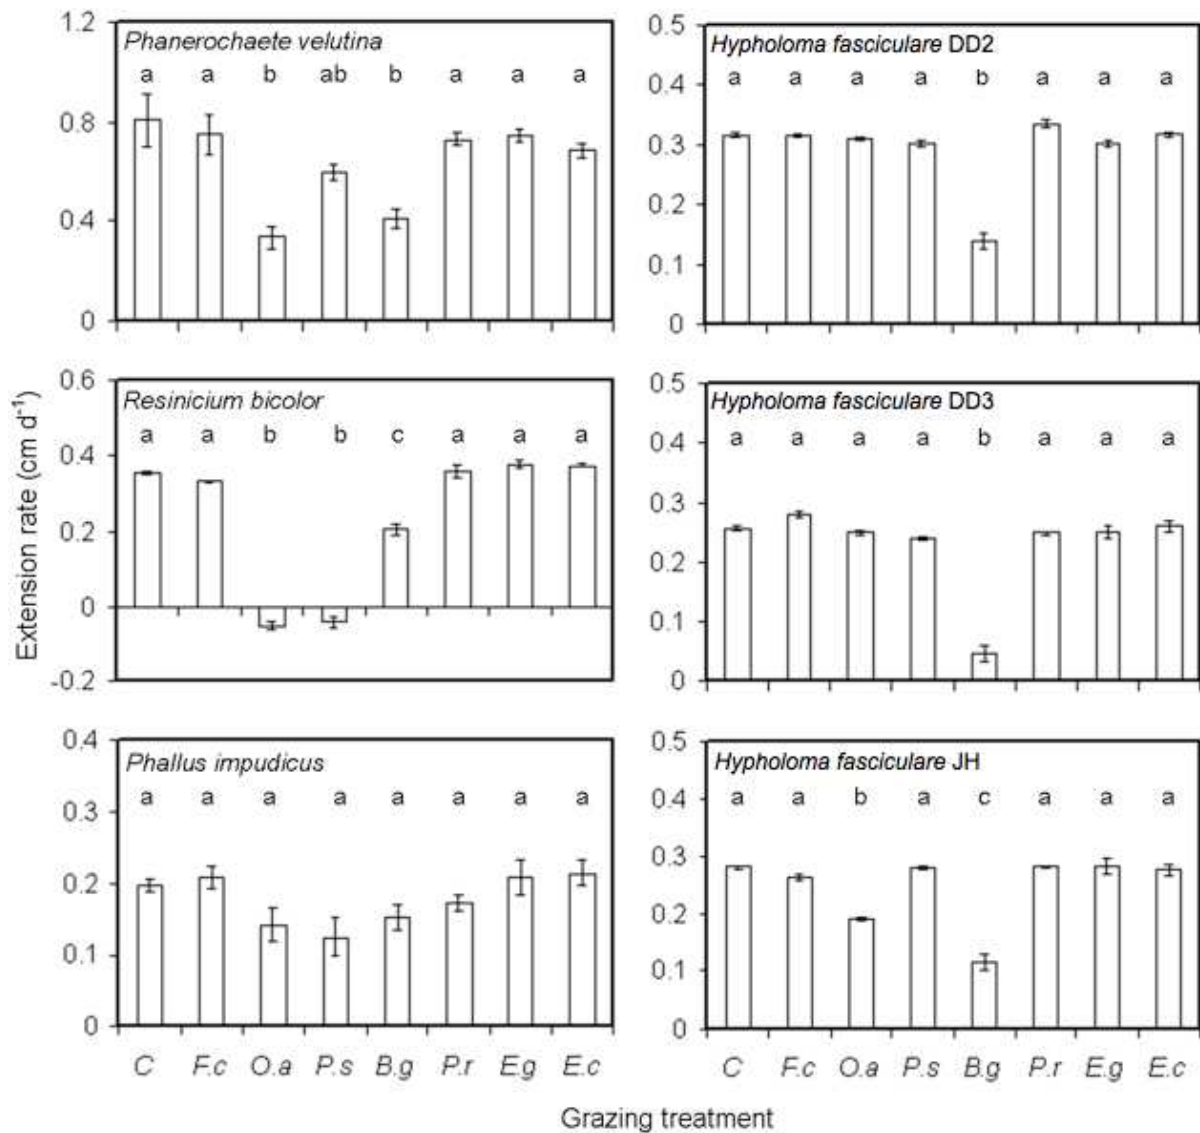 Extension rate (cm d⁻¹)
1.2
0.8
0.4
0
Phanerochaete velutina
a a b ab b a a a
0.5
0.4
0.3
0.2
0.1
0
Hypholoma fasciculare DD2
a a a a b a a a
0.6
0.4
0.2
0
-0.2
Resinicium bicolor
a a b b c a a a
0.5
0.4
0.3
0.2
0.1
0
Hypholoma fasciculare DD3
a a a a b a a a
0.4
0.3
0.2
0.1
0
Phallus impudicus
a a a a a a a a
C F.c O.a P.s B.g P.r E.g E.c
0.5
0.4
0.3
0.2
0.1
0
Hypholoma fasciculare JH
a a b a c a a a
C F.c O.a P.s B.g P.r E.g E.c
Grazing treatment